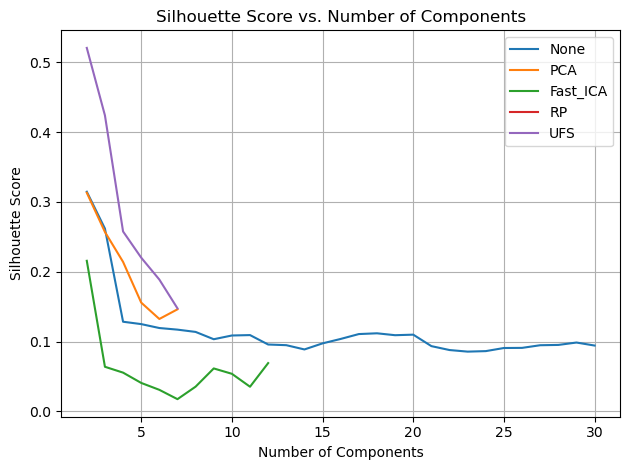 Silhouette Score vs. Number of Components
None
PCA
Fast_ICA
RP
UFS
Silhouette Score
0.5
0.4
0.3
0.2
0.1
0.0
5
10
15
20
25
30
Number of Components